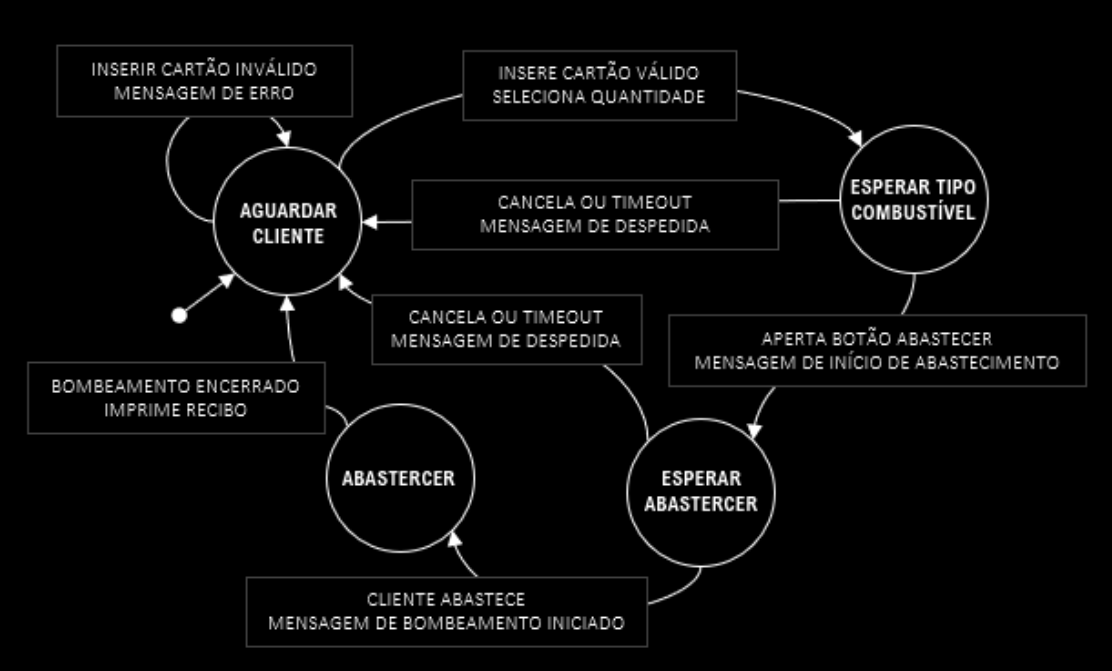 INSERIR CARTÃO INVÁLIDO
MENSAGEM DE ERRO
INSERE CARTÃO VÁLIDO
SELECIONA QUANTIDADE
AGUARDAR
CLIENTE
CANCELA OU TIMEOUT
MENSAGEM DE DESPEDIDA
ESPERAR TIPO
COMBUSTÍVEL
CANCELA OU TIMEOUT
MENSAGEM DE DESPEDIDA
APERTA BOTÃO ABASTECER
MENSAGEM DE INÍCIO DE ABASTECIMENTO
BOMBEAMENTO ENCERRADO
IMPRIME RECIBO
ABASTERCER
ESPERAR
ABASTERCER
CLIENTE ABASTECE
MENSAGEM DE BOMBEAMENTO INICIADO